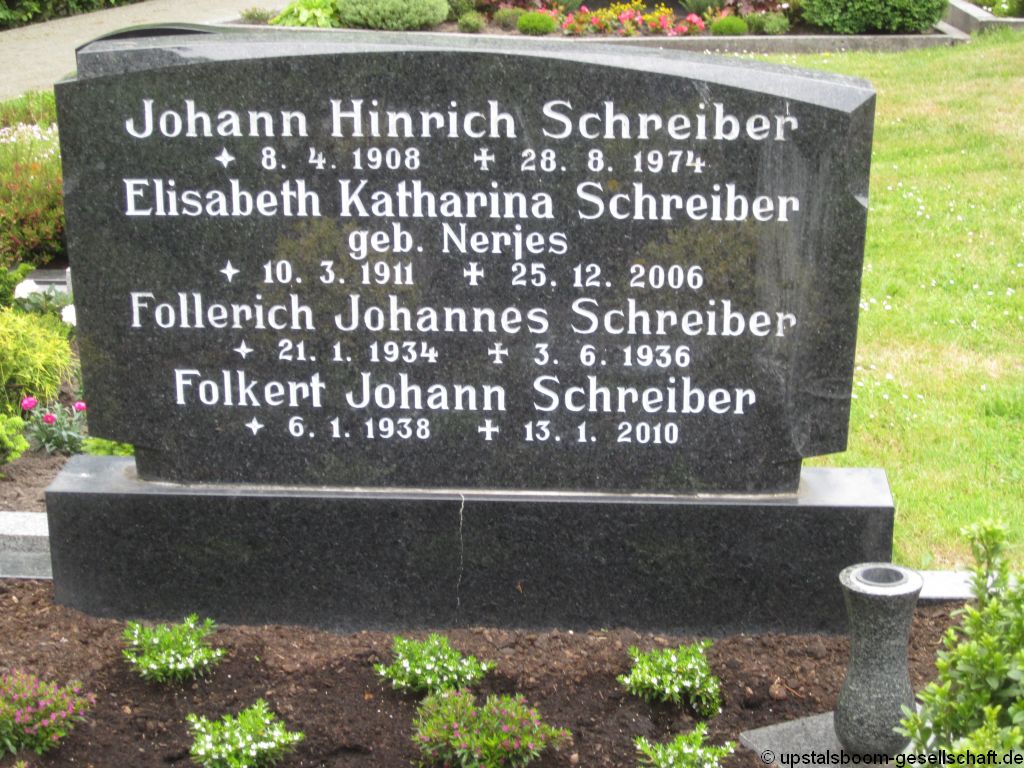 Johann Hinrich Schreiber
✦ 8. 4. 1908 ✝ 28. 8. 1974
Elisabeth Katharina Schreiber
geb. Nerjes
✦ 10. 3. 1911 ✝ 25. 12. 2006
Follerich Johannes Schreiber
✦ 21. 1. 1934 ✝ 3. 6. 1936
Folkert Johann Schreiber
✦ 6. 1. 1938 ✝ 13. 1. 2010
© upstalsboom-gesellschaft.de